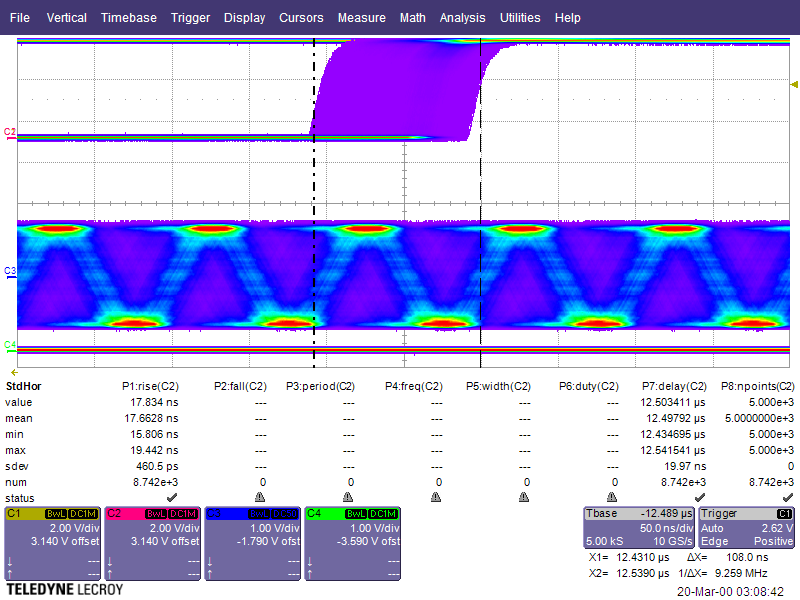 File Vertical Timebase Trigger Display Cursors Measure Math Analysis Utilities Help
C2
C3
C4
StdHor P1:rise(C2) P2:fall(C2) P3:period(C2) P4:freq(C2) P5:width(C2) P6:duty(C2) P7:delay(C2) P8:npoints(C2)
value 17.834 ns --- --- --- --- --- 12.503411 µs 5.000e+3
mean 17.6628 ns --- --- --- --- --- 12.49792 µs 5.0000000e+3
min 15.806 ns --- --- --- --- --- 12.434695 µs 5.000e+3
max 19.442 ns --- --- --- --- --- 12.541541 µs 5.000e+3
sdev 460.5 ps --- --- --- --- --- 19.97 ns 0
num 8.742e+3 0 0 0 0 0 8.742e+3 8.742e+3
status
C1 BwL DC1M
2.00 V/div
3.140 V offset
---
---
C2 BwL DC1M
2.00 V/div
3.140 V offset
---
---
1.00 V/div
-1.790 V ofst
---
---
C4 BwL DC1M
1.00 V/div
-3.590 V ofst
---
---
Tbase -12.489 µs
50.0 ns/div
5.00 kS 10 GS/s
Trigger C1
Auto 2.62 V
Edge Positive
X1= 12.4310 µs ΔX= 108.0 ns
X2= 12.5390 µs 1/ΔX= 9.259 MHz
TELEDYNE LECROY
20-Mar-00 03:08:42